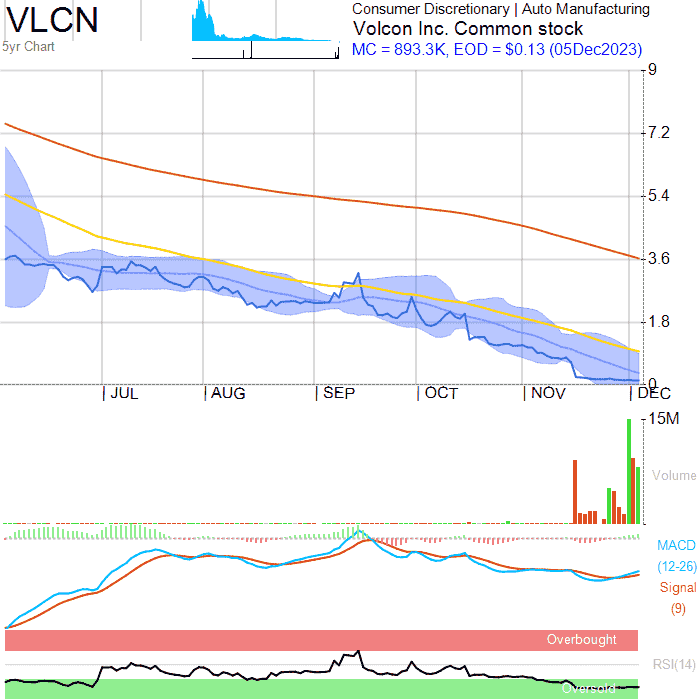 VLCN
5yr Chart
Consumer Discretionary | Auto Manufacturing
Volcon Inc. Common stock
MC = 893.3K, EOD = $0.13 (05Dec2023)
9
7.2
5.4
3.6
1.8
0
JUL AUG SEP OCT NOV DEC
15M
Volume
MACD
(12-26)
Signal
(9)
Overbought
RSI(14)
Oversold